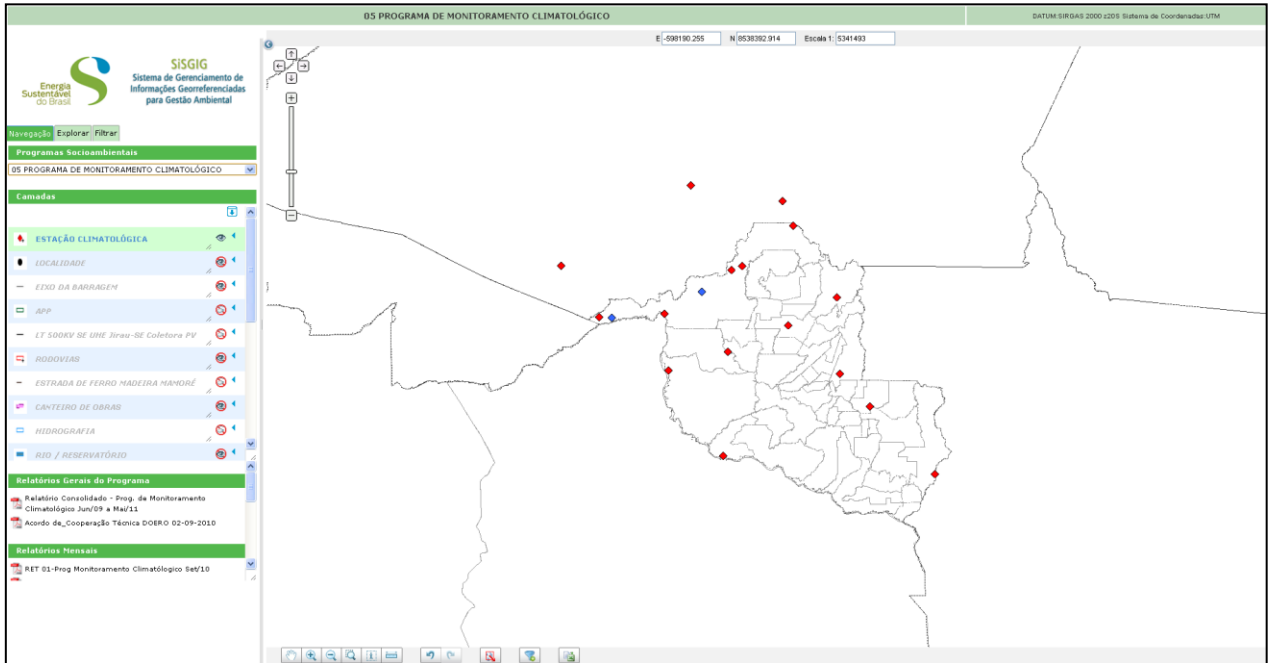 05 PROGRAMA DE MONITORAMENTO CLIMATOLÓGICO
DATUM:SIRGAS 2000 z20S Sistema de Coordenadas:UTM
E -598190.255 N 8538392.914 Escala 1: 5341493
Energia
Sustentável
do Brasil
SiSGIG
Sistema de Gerenciamento de
Informações Georreferenciadas
para Gestão Ambiental
Navegação Explorar Filtrar
Programas Socioambientais
05 PROGRAMA DE MONITORAMENTO CLIMATOLÓGICO
Camadas
ESTAÇÃO CLIMATOLÓGICA
LOCALIDADE
EIXO DA BARRAGEM
APP
LT 500KV SE UHE Jirau-SE Coletora PV
RODOVIAS
ESTRADA DE FERRO MADEIRA MAMORÉ
CANTEIRO DE OBRAS
HIDROGRAFIA
RIO / RESERVATÓRIO
Relatórios Gerais do Programa
Relatório Consolidado - Prog. de Monitoramento
Climatológico Jun/09 a Mai/11
Acordo de_Cooperação Técnica DOERO 02-09-2010
Relatórios Mensais
RET 01-Prog Monitoramento Climatólogico Set/10